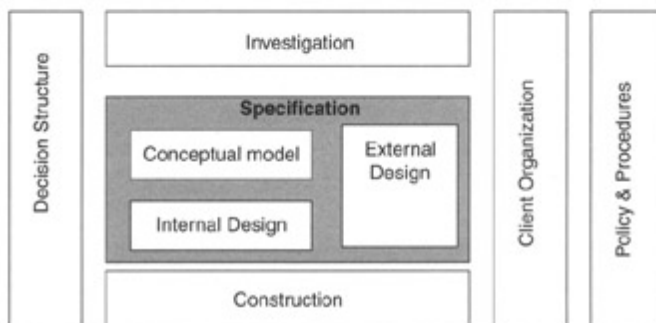 Decision Structure
Investigation
Specification
Conceptual model
Internal Design
External
Design
Construction
Client Organization
Policy & Procedures